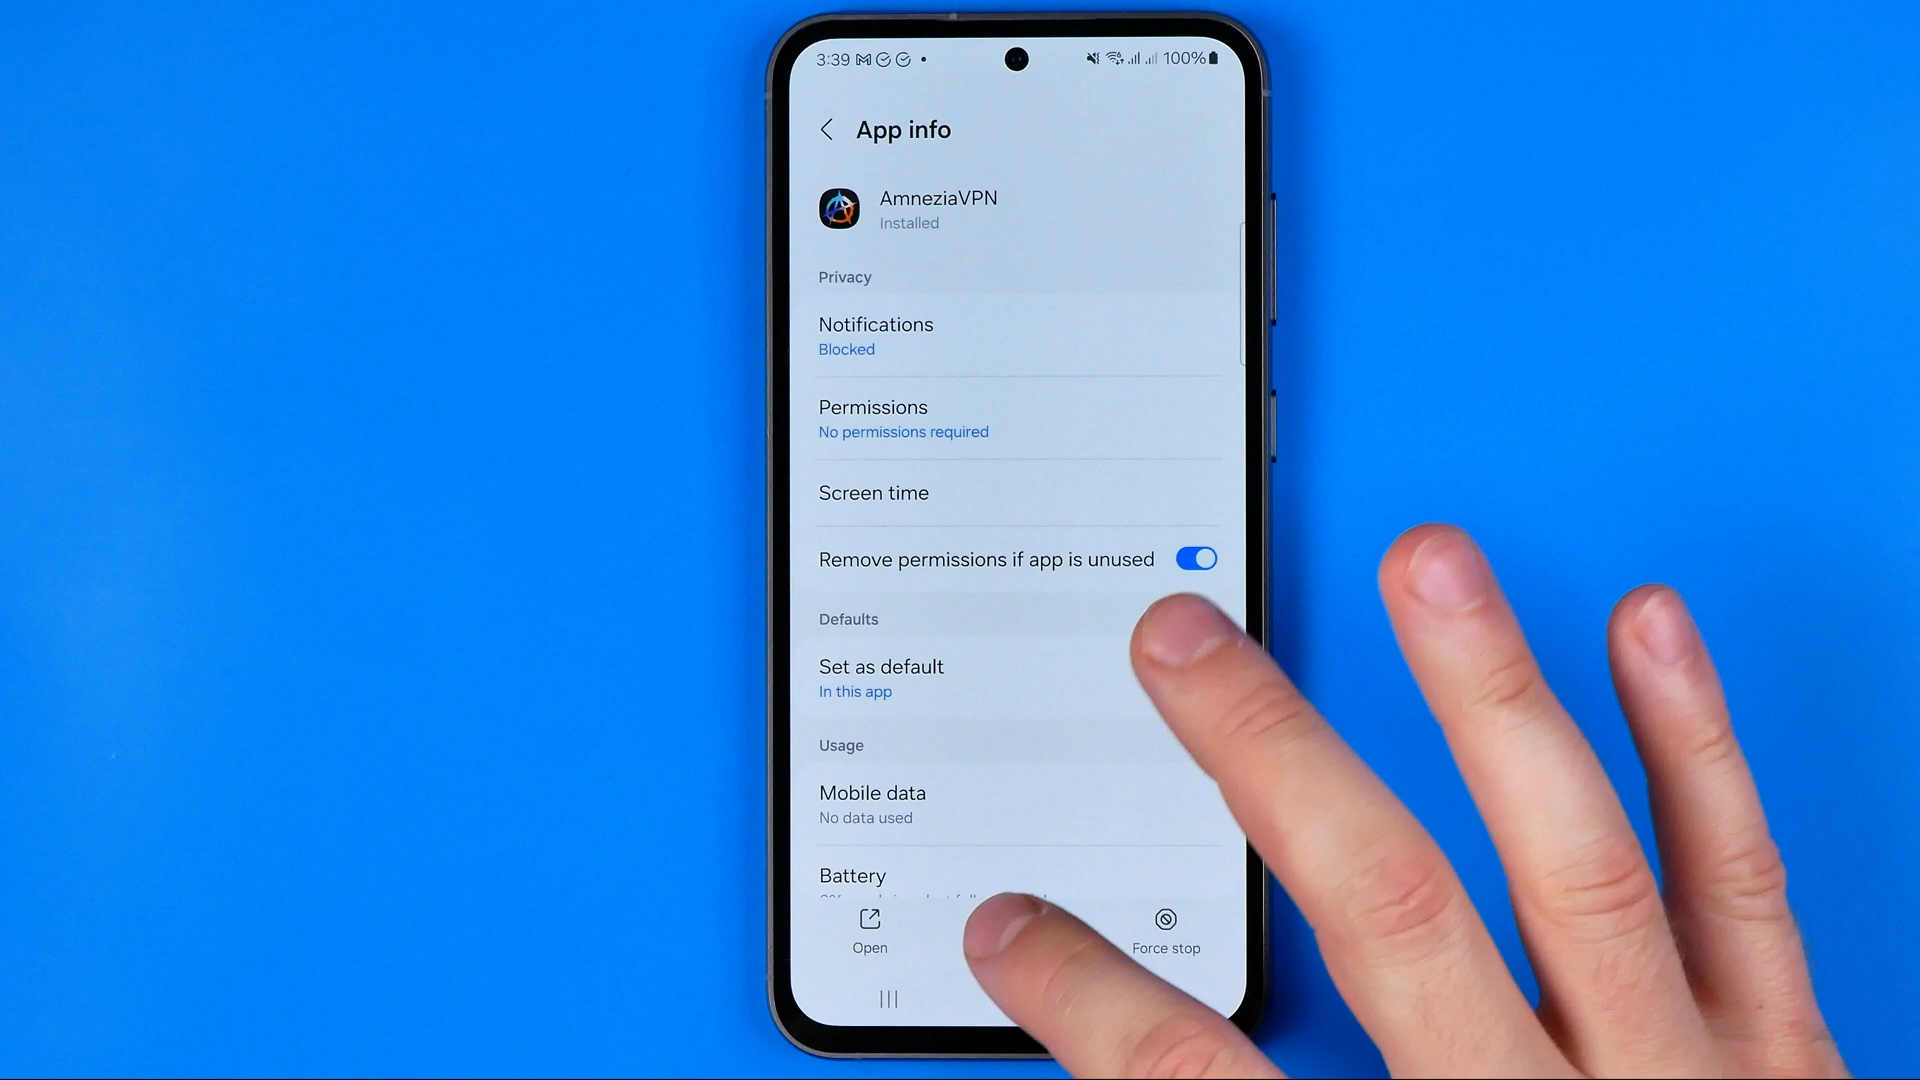 3:39
100%
App info
AmneziaVPN
Installed
Privacy
Notifications
Blocked
Permissions
No permissions required
Screen time
Remove permissions if app is unused
Defaults
Set as default
In this app
Usage
Mobile data
No data used
Battery
Open
Force stop